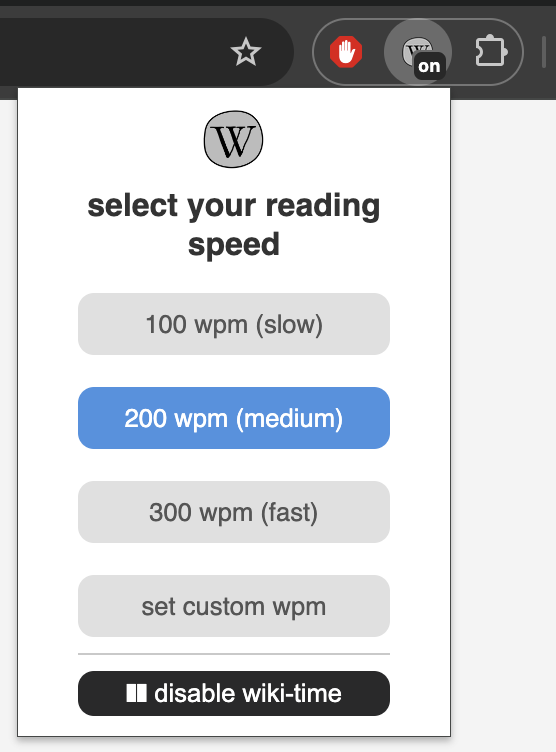 on
W
select your reading
speed
100 wpm (slow)
200 wpm (medium)
300 wpm (fast)
set custom wpm
disable wiki-time